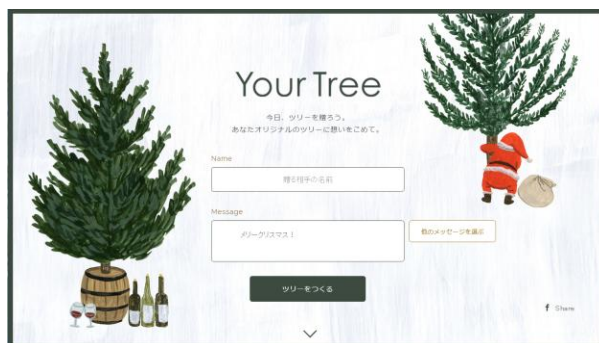 Your Tree
今日、ツリーを贈ろう。
あなたオリジナルのツリーに想いをこめて。
Name
贈る相手の名前
Message
メリークリスマス！
他のメッセージを選ぶ
ツリーをつくる
f Share